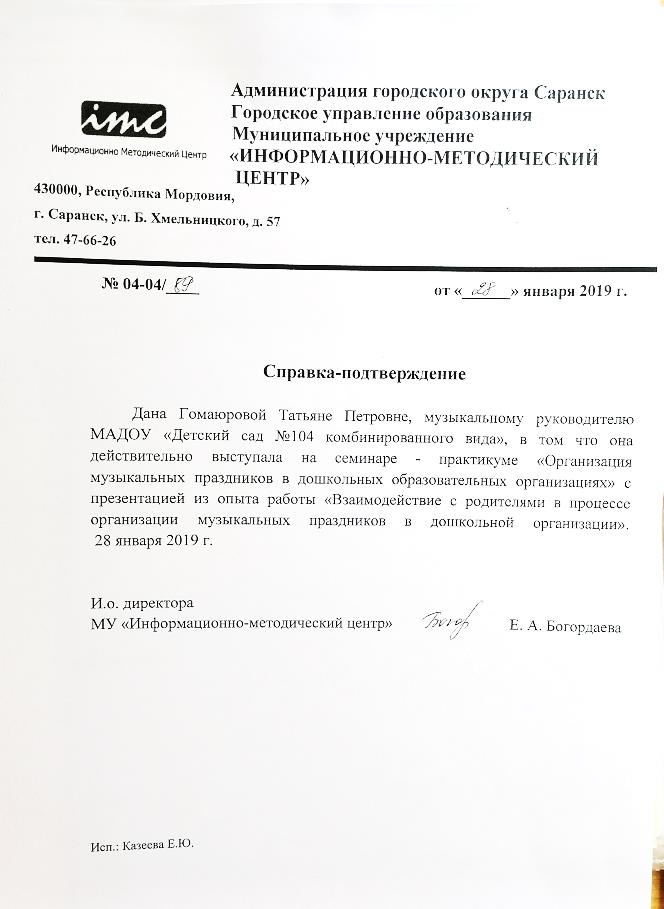 Администрация городского округа Саранск
Городское управление образования
Муниципальное учреждение
«ИНФОРМАЦИОННО-МЕТОДИЧЕСКИЙ
ЦЕНТР»
imc
Информационно Методический Центр
430000, Республика Мордовия,
г. Саранск, ул. Б. Хмельницкого, д. 57
тел. 47-66-26
№ 04-04/ 89 от « 28 » января 2019 г.
Справка-подтверждение
Дана Гомаюровой Татьяне Петровне, музыкальному руководителю
МАДОУ «Детский сад №104 комбинированного вида», в том что она
действительно выступала на семинаре - практикуме «Организация
музыкальных праздников в дошкольных образовательных организациях» с
презентацией из опыта работы «Взаимодействие с родителями в процессе
организации музыкальных праздников в дошкольной организации».
28 января 2019 г.
И.о. директора
МУ «Информационно-методический центр» Богор Е. А. Богордаева
Исп.: Казеева Е.Ю.